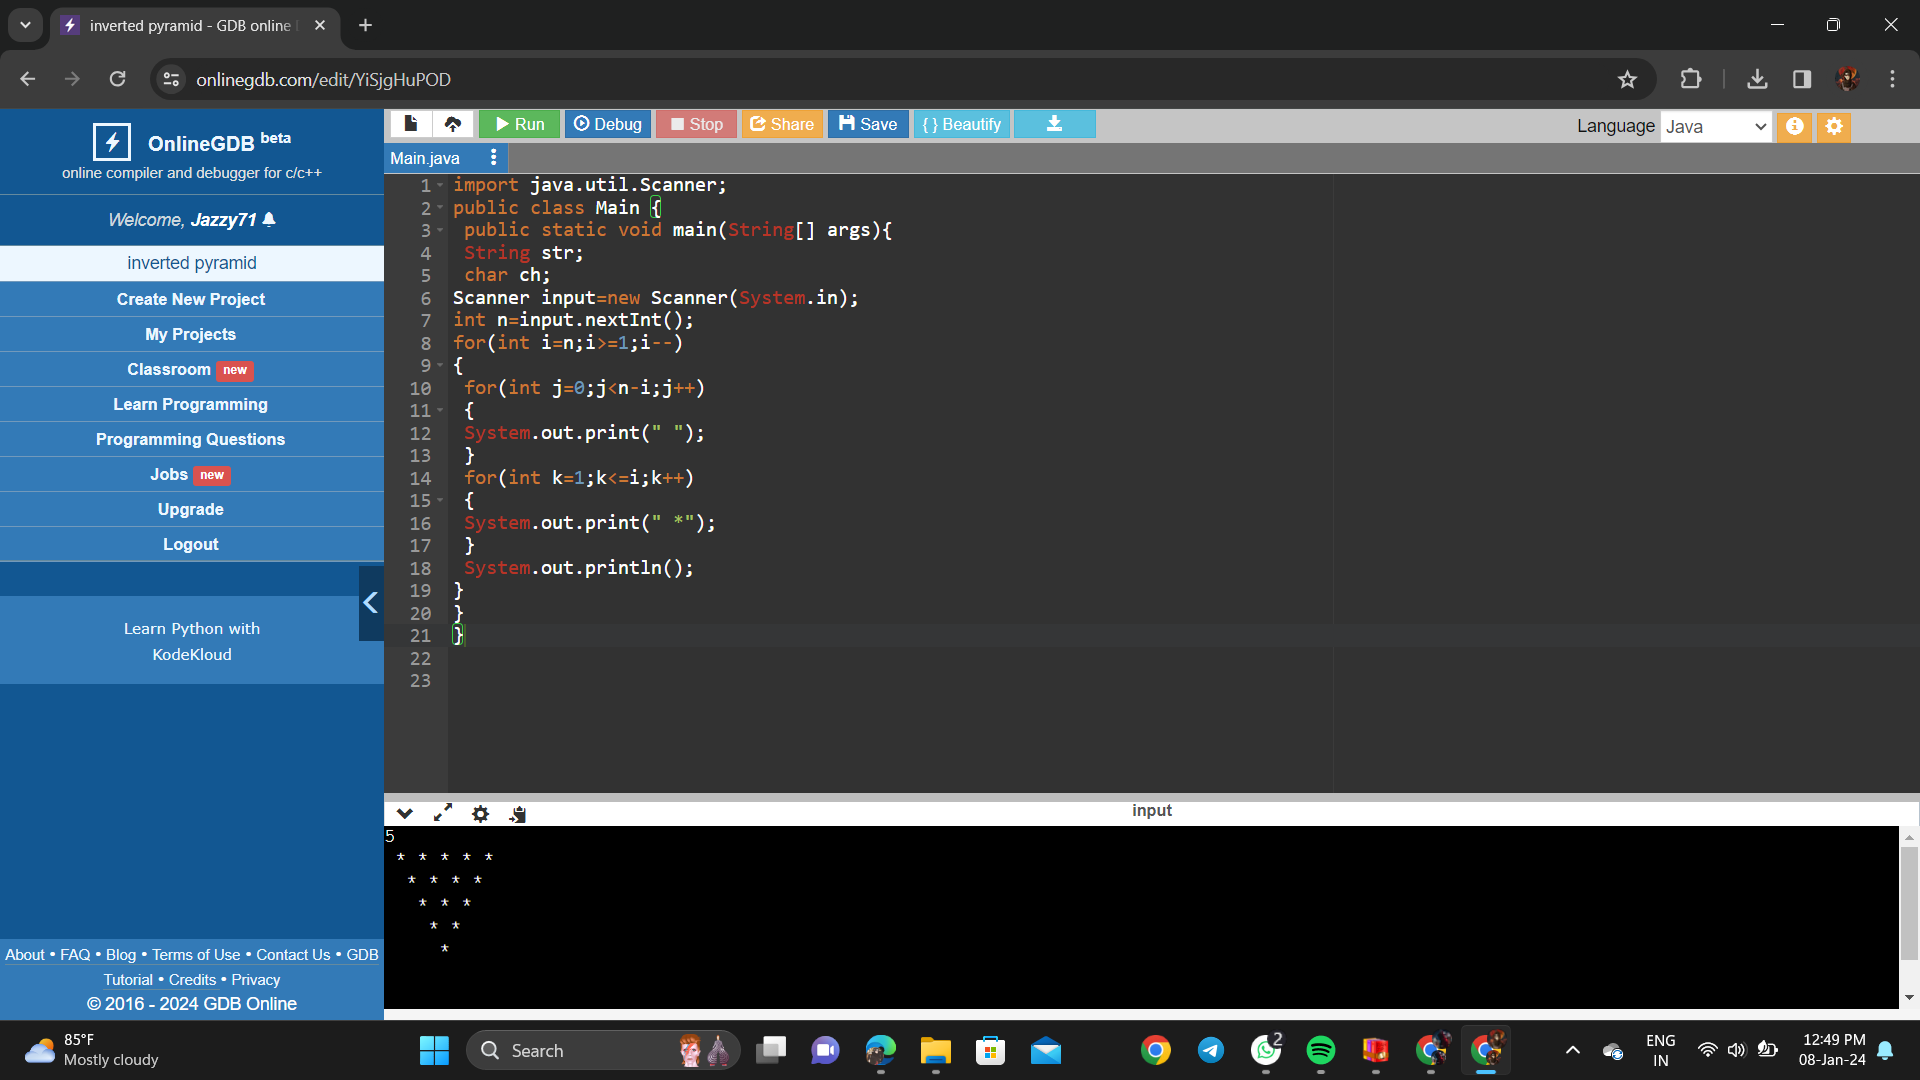 inverted pyramid - GDB online
onlinegdb.com/edit/YiSjgHuPOD
OnlineGDB beta
online compiler and debugger for c/c++
Welcome, Jazzy71
inverted pyramid
Create New Project
My Projects
Classroom new
Learn Programming
Programming Questions
Jobs new
Upgrade
Logout
Learn Python with
KodeKloud
About • FAQ • Blog • Terms of Use • Contact Us • GDB
Tutorial • Credits • Privacy
© 2016 - 2024 GDB Online
Run Debug Stop Share Save { } Beautify
Language Java
Main.java
1 import java.util.Scanner;
2 public class Main {
3  public static void main(String[] args){
4  String str;
5  char ch;
6 Scanner input=new Scanner(System.in);
7 int n=input.nextInt();
8 for(int i=n;i>=1;i--)
9 {
10  for(int j=0;j<n-i;j++)
11  {
12  System.out.print(" ");
13  }
14  for(int k=1;k<=i;k++)
15  {
16  System.out.print(" *");
17  }
18  System.out.println();
19 }
20 }
21 }
22
23
input
5
 * * * * *
  * * * *
   * * *
    * *
     *
85°F
Mostly cloudy
Search
2
ENG
IN
12:49 PM
08-Jan-24